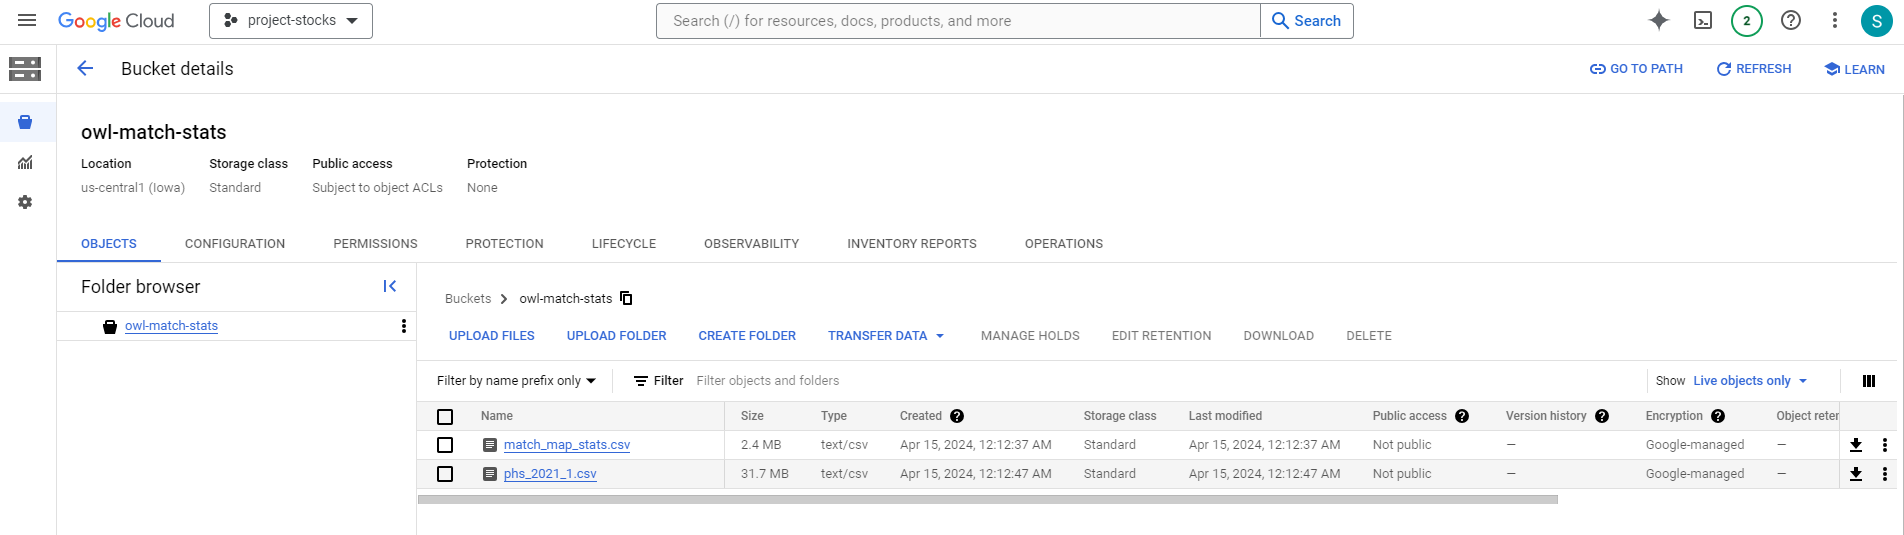 Google Cloud
project-stocks
Search (/) for resources, docs, products, and more
Search
2
S
Bucket details
GO TO PATH
REFRESH
LEARN
owl-match-stats
Location Storage class Public access Protection
us-central1 (Iowa) Standard Subject to object ACLs None
OBJECTS CONFIGURATION PERMISSIONS PROTECTION LIFECYCLE OBSERVABILITY INVENTORY REPORTS OPERATIONS
Folder browser
owl-match-stats
Buckets owl-match-stats
UPLOAD FILES UPLOAD FOLDER CREATE FOLDER TRANSFER DATA MANAGE HOLDS EDIT RETENTION DOWNLOAD DELETE
Filter by name prefix only Filter Filter objects and folders Show Live objects only
Name Size Type Created Storage class Last modified Public access Version history Encryption Object reter
match_map_stats.csv 2.4 MB text/csv Apr 15, 2024, 12:12:37 AM Standard Apr 15, 2024, 12:12:37 AM Not public — Google-managed —
phs_2021_1.csv 31.7 MB text/csv Apr 15, 2024, 12:12:47 AM Standard Apr 15, 2024, 12:12:47 AM Not public — Google-managed —